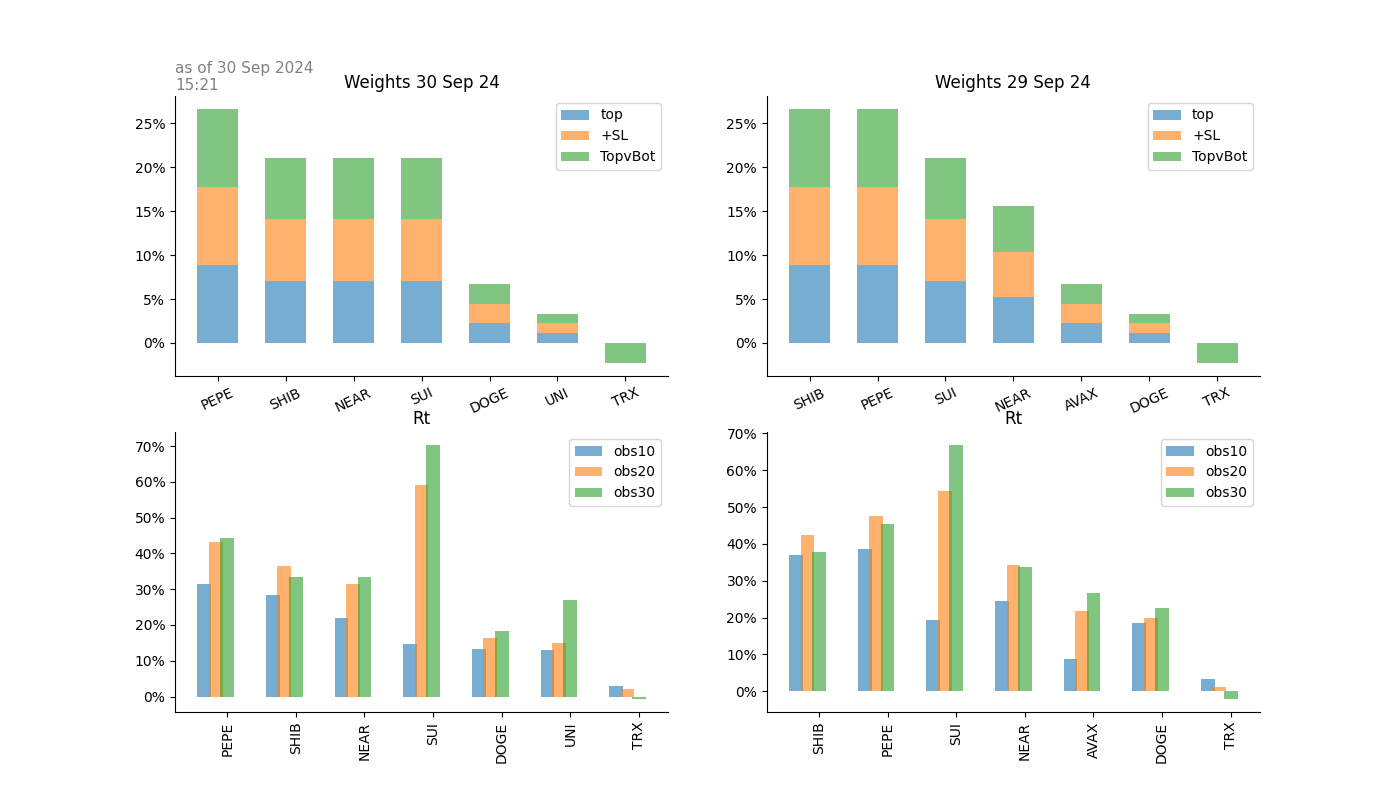 as of 30 Sep 2024
15:21
Weights 30 Sep 24
25%
20%
15%
10%
5%
0%
top
+SL
TopvBot
PEPE
SHIB
NEAR
SUI
DOGE
UNI
TRX
Weights 29 Sep 24
25%
20%
15%
10%
5%
0%
top
+SL
TopvBot
SHIB
PEPE
SUI
NEAR
AVAX
DOGE
TRX
Rt
70%
60%
50%
40%
30%
20%
10%
0%
obs10
obs20
obs30
PEPE
SHIB
NEAR
SUI
DOGE
UNI
TRX
Rt
70%
60%
50%
40%
30%
20%
10%
0%
obs10
obs20
obs30
SHIB
PEPE
SUI
NEAR
AVAX
DOGE
TRX